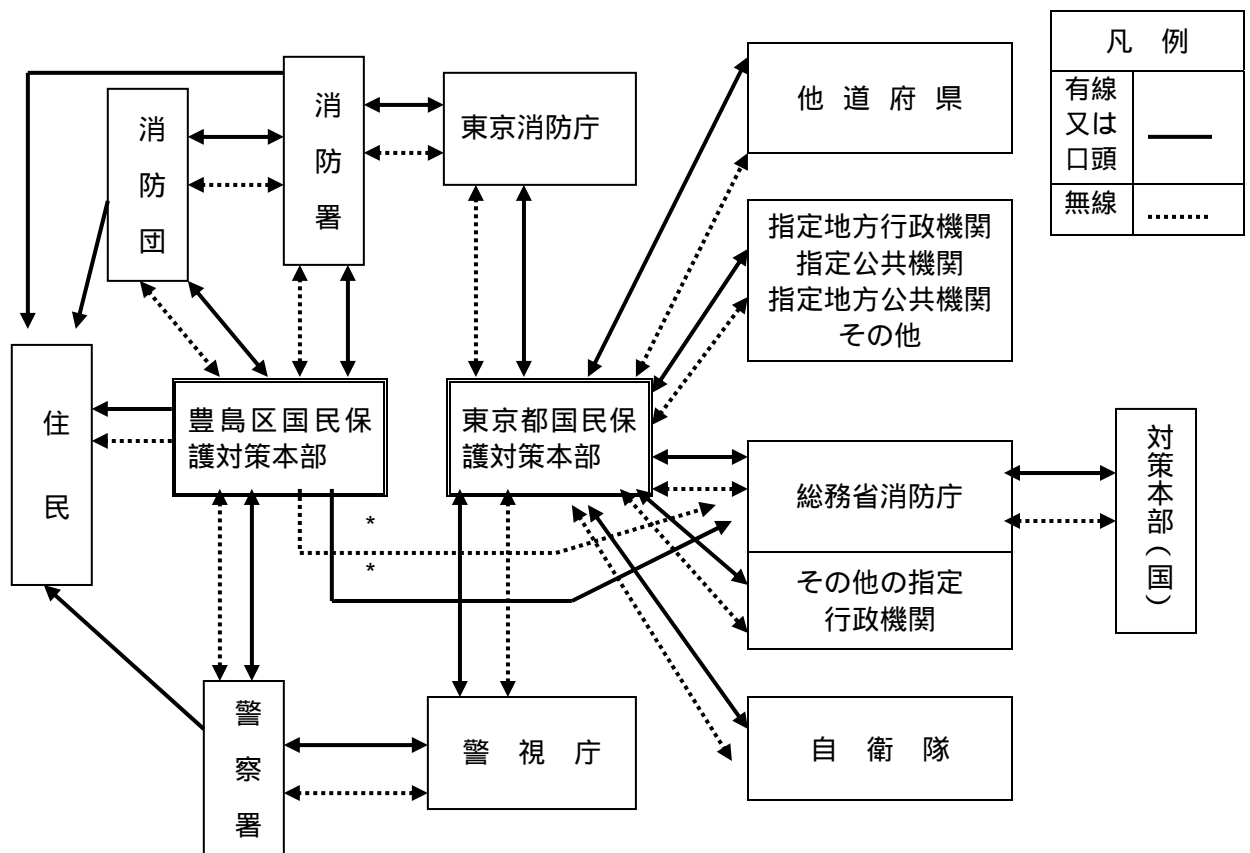 凡　例
有線
又は
口頭
無線
消防署
消防団
東京消防庁
他 道 府 県
指定地方行政機関
指定公共機関
指定地方公共機関
その他
住民
豊島区国民保
護対策本部
東京都国民保
護対策本部
総務省消防庁
対策本部（国）
*
*
その他の指定
行政機関
警察署
警　視　庁
自　衛　隊